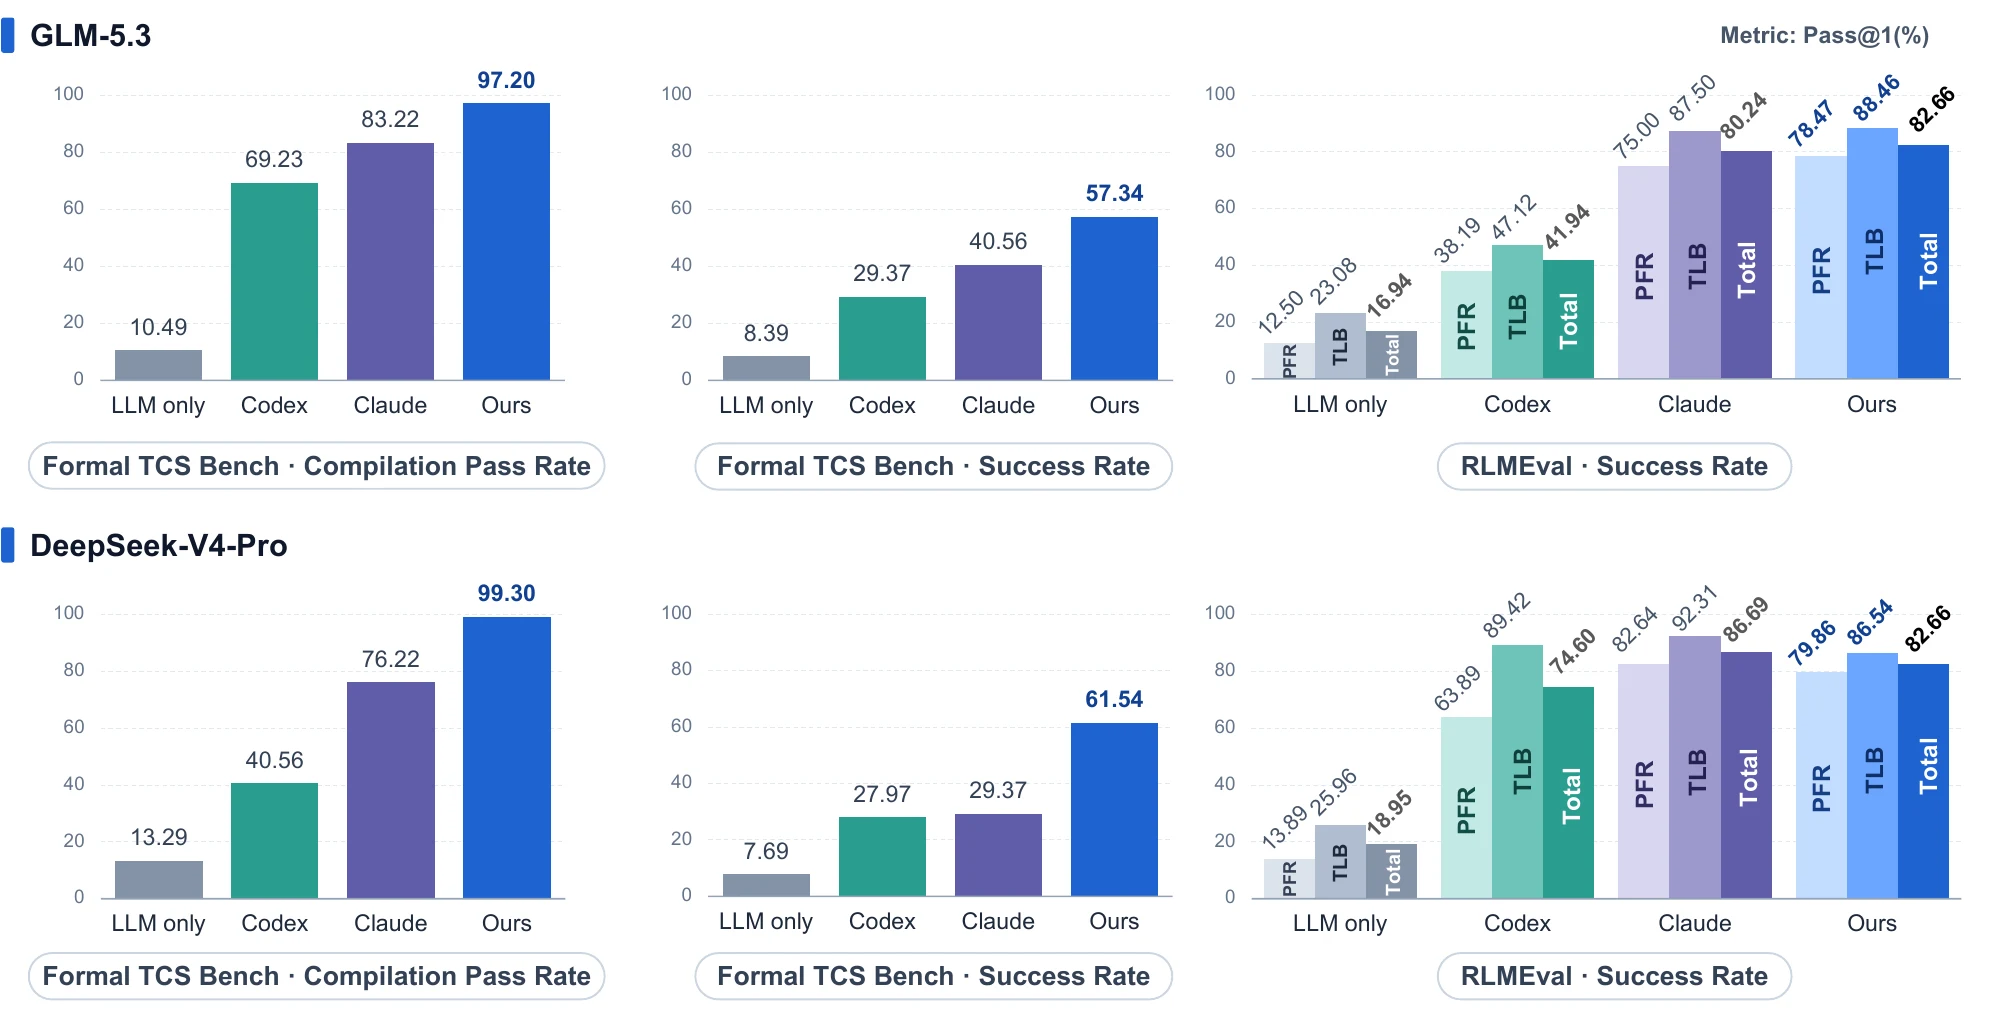 GLM-5.3
Metric: Pass@1(%)
100
80
60
40
20
0
10.49
69.23
83.22
97.20
LLM only
Codex
Claude
Ours
Formal TCS Bench · Compilation Pass Rate
100
80
60
40
20
0
8.39
29.37
40.56
57.34
LLM only
Codex
Claude
Ours
Formal TCS Bench · Success Rate
100
80
60
40
20
0
12.50
23.08
16.94
38.19
47.12
41.94
75.00
87.50
80.24
78.47
88.46
82.66
PFR
TLB
Total
PFR
TLB
Total
PFR
TLB
Total
PFR
TLB
Total
LLM only
Codex
Claude
Ours
RLMEval · Success Rate
DeepSeek-V4-Pro
100
80
60
40
20
0
13.29
40.56
76.22
99.30
LLM only
Codex
Claude
Ours
Formal TCS Bench · Compilation Pass Rate
100
80
60
40
20
0
7.69
27.97
29.37
61.54
LLM only
Codex
Claude
Ours
Formal TCS Bench · Success Rate
100
80
60
40
20
0
13.89
25.96
18.95
63.89
89.42
74.60
82.64
92.31
86.69
79.86
86.54
82.66
PFR
TLB
Total
PFR
TLB
Total
PFR
TLB
Total
PFR
TLB
Total
LLM only
Codex
Claude
Ours
RLMEval · Success Rate